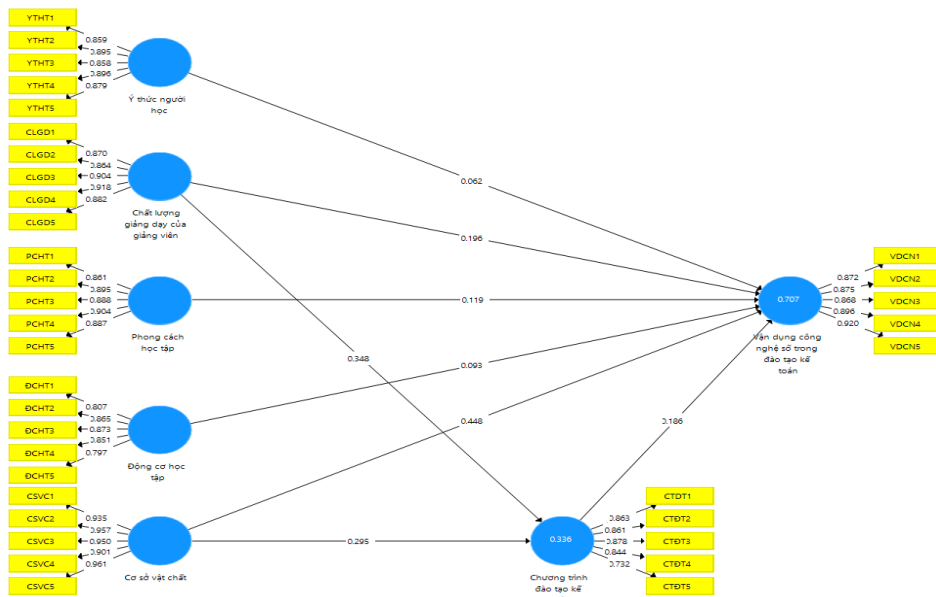 YTHT1
YTHT2
YTHT3
YTHT4
YTHT5
0.859
0.895
0.858
0.896
0.879
Ý thức người
học
CLGD1
CLGD2
CLGD3
CLGD4
CLGD5
0.870
0.864
0.904
0.918
0.882
Chất lượng
giảng dạy của
giảng viên
PCHT1
PCHT2
PCHT3
PCHT4
PCHT5
0.861
0.895
0.888
0.904
0.887
Phong cách
học tập
ĐCHT1
ĐCHT2
ĐCHT3
ĐCHT4
ĐCHT5
0.807
0.865
0.873
0.851
0.797
Động cơ học
tập
CSVC1
CSVC2
CSVC3
CSVC4
CSVC5
0.935
0.957
0.950
0.901
0.961
Cơ sở vật chất
0.062
0.196
0.119
0.348
0.093
0.448
0.186
0.295
0.707
Vận dụng công
nghệ số trong
đào tạo kế
toán
0.872
0.875
0.868
0.896
0.920
VDCN1
VDCN2
VDCN3
VDCN4
VDCN5
0.336
Chương trình
đào tạo kế
0.863
0.861
0.878
0.844
0.732
CTDT1
CTĐT2
CTĐT3
CTĐT4
CTĐT5